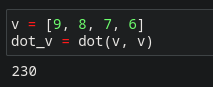 v = [9, 8, 7, 6]
dot_v = dot(v, v)
230